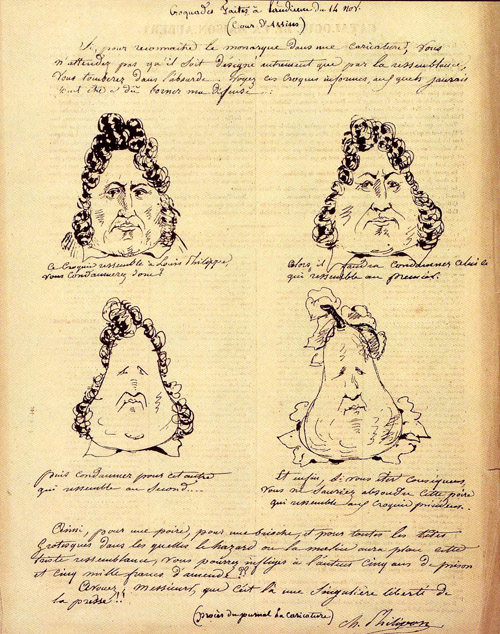 Croquades faites à l'audience du 14 Nov.
(Cour d'Assises)
Si, pour reconnaître le monarque dans une caricature, vous
n'attendez pas qu'il soit désigné autrement que par la ressemblance,
vous tomberez dans l'absurde. Voyez ces croquis informes, aux quels j'aurais
peut être dû borner ma défense :
Ce croquis ressemble à Louis Philippe,
vous condamnerez donc ?
Alors il faudra condamner celui-ci
qui ressemble au premier.
Puis condamner pour cet autre
qui ressemble au second...
Et enfin, si vous êtes conséquens,
vous ne sauriez absoudre cette poire
qui ressemble aux croquis précédens.
Ainsi, pour une poire, pour une brioche, et pour toutes les têtes
grotesques dans les quelles le hazard ou la malice aura placé cette
triste ressemblance, vous pourrez infliger à l'auteur cinq ans de prison
et cinq mille francs d'amende ??
Avouez, messieurs, que c'est là une singulière liberté de
la presse !!
(procès du journal la caricature)
Ch. Philipon